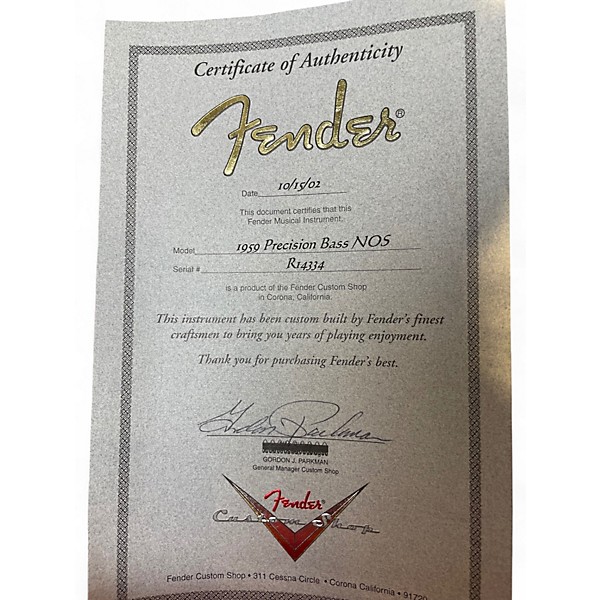 Certificate of Authenticity
Fender®
Date 10/15/02
This document certifies that this
Fender Musical Instrument,
Model 1959 Precision Bass NOS
Serial # R14334
is a product of the Fender Custom Shop
in Corona, California.
This instrument has been custom built by Fender's finest
craftsmen to bring you years of playing enjoyment.
Thank you for purchasing Fender's best.
Gordon Parkman
GORDON J. PARKMAN
General Manager Custom Shop
Fender
Custom Shop
Fender Custom Shop • 311 Cessna Circle • Corona California • 91720